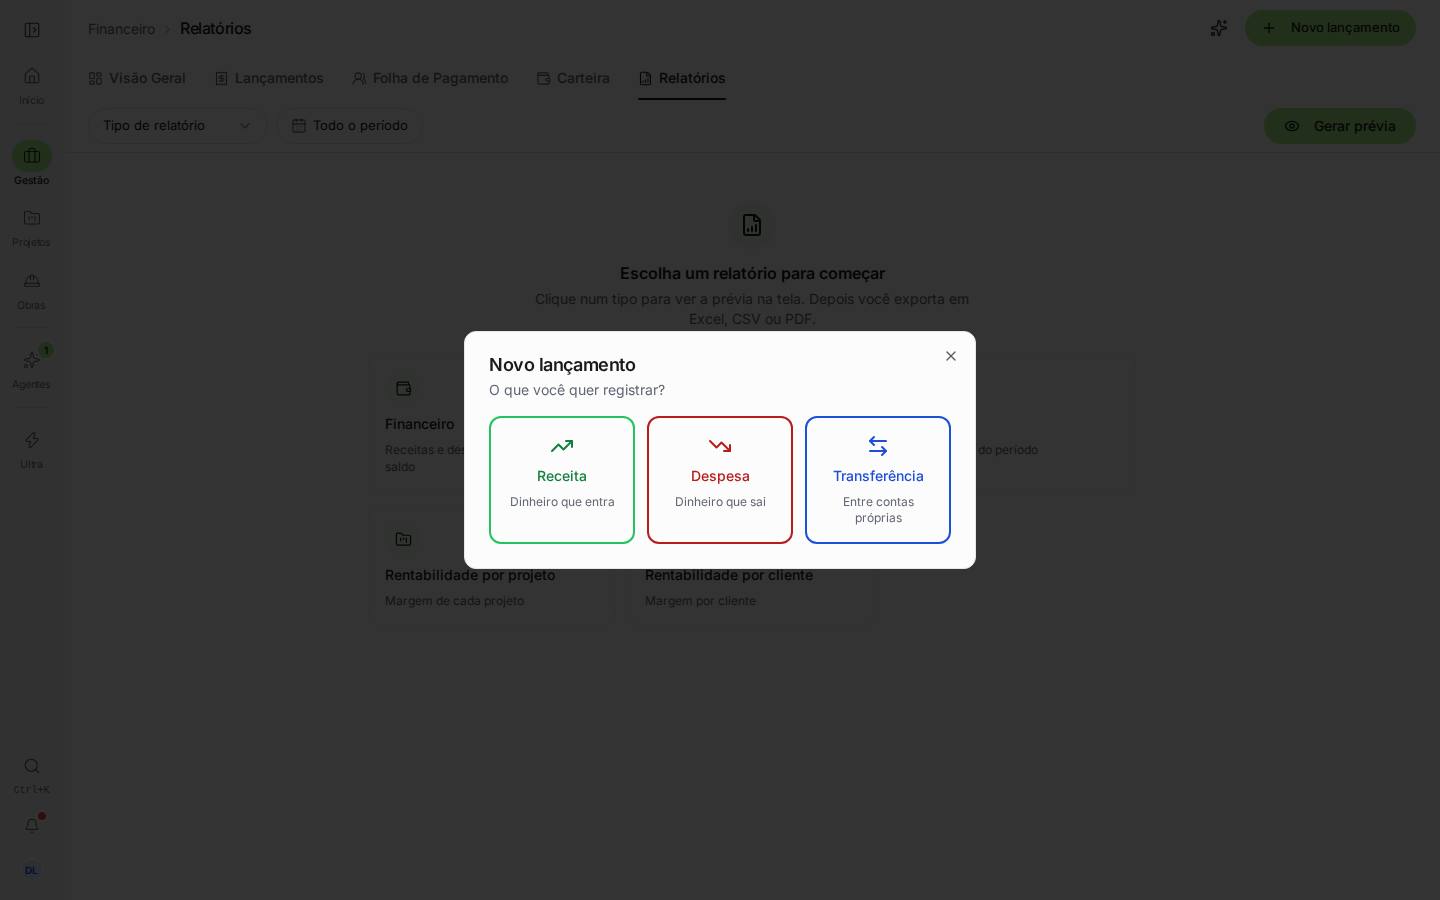 Financeiro
Relatórios
Novo lançamento
Visão Geral
Lançamentos
Folha de Pagamento
Carteira
Relatórios
Tipo de relatório
Todo o período
Gerar prévia
Início
Gestão
Projetos
Obras
1
Agentes
Ultra
Ctrl+K
DL
Escolha um relatório para começar
Clique num tipo para ver a prévia na tela. Depois você exporta em
Excel, CSV ou PDF.
Novo lançamento
O que você quer registrar?
Receita
Dinheiro que entra
Despesa
Dinheiro que sai
Transferência
Entre contas
próprias
Financeiro
Receitas e
saldo
do período
Rentabilidade por projeto
Margem de cada projeto
Rentabilidade por cliente
Margem por cliente